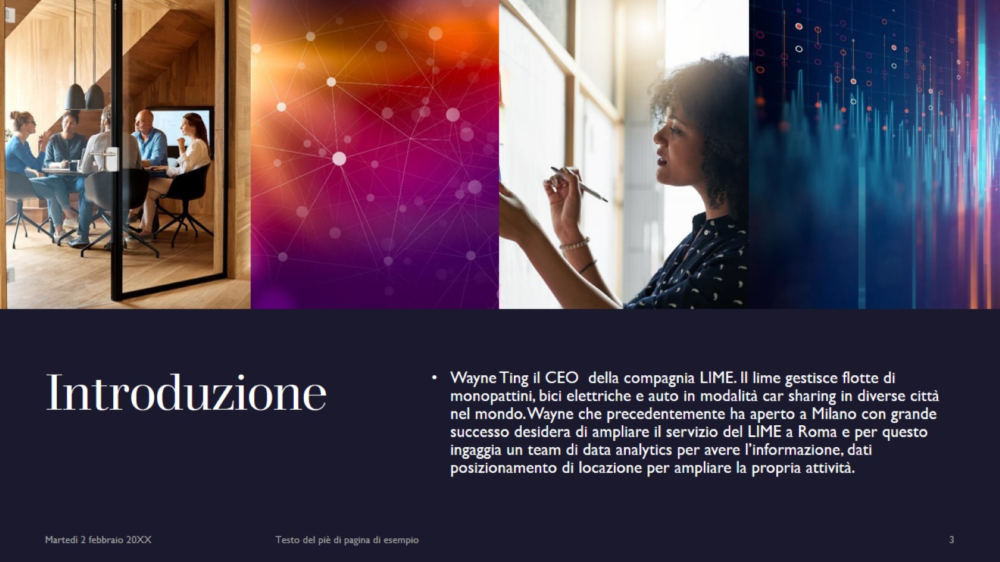 Introduzione
• Wayne Ting il CEO  della compagnia LIME. Il lime gestisce flotte di
monopattini, bici elettriche e auto in modalità car sharing in diverse città
nel mondo. Wayne che precedentemente ha aperto a Milano con grande
successo desidera di ampliare il servizio del LIME a Roma e per questo
ingaggia un team di data analytics per avere l’informazione, dati
posizionamento di locazione per ampliare la propria attività.
Martedì 2 febbraio 20XX
Testo del piè di pagina di esempio
3